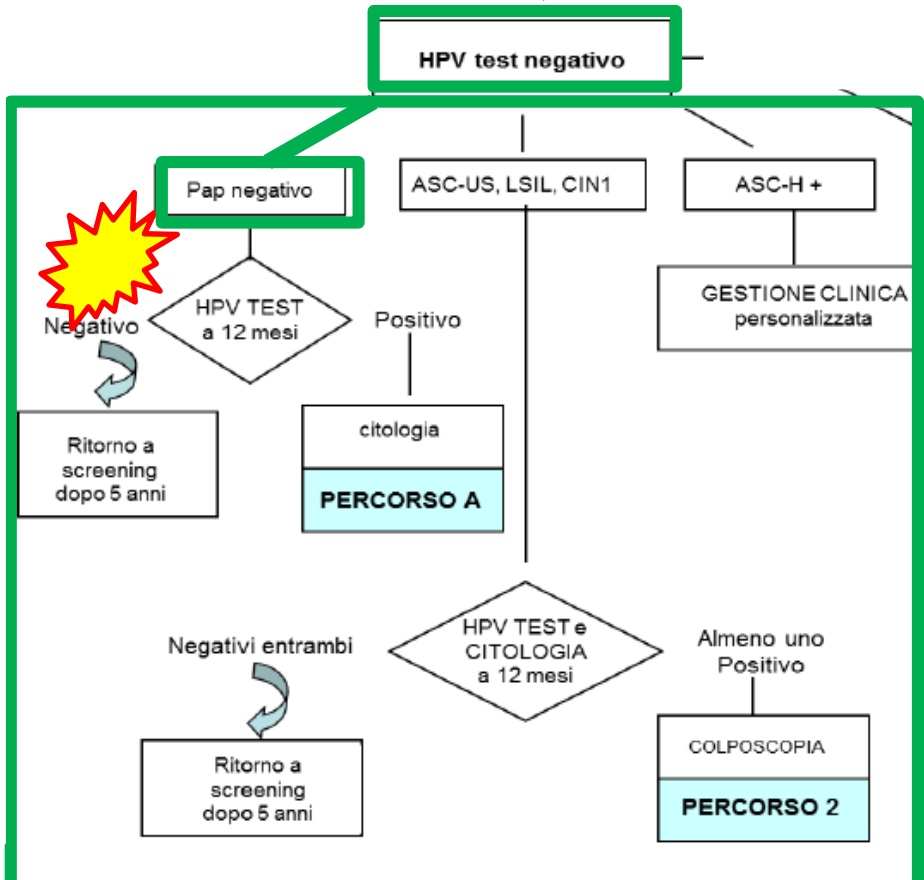 HPV test negativo
Pap negativo
ASC-US, LSIL, CIN1
ASC-H +
GESTIONE CLINICA
personalizzata
HPV TEST
a 12 mesi
Negativo
Positivo
Ritorno a
screening
dopo 5 anni
citologia
PERCORSO A
HPV TEST e
CITOLOGIA
a 12 mesi
Negativi entrambi
Almeno uno
Positivo
Ritorno a
screening
dopo 5 anni
COLPOSCOPIA
PERCORSO 2